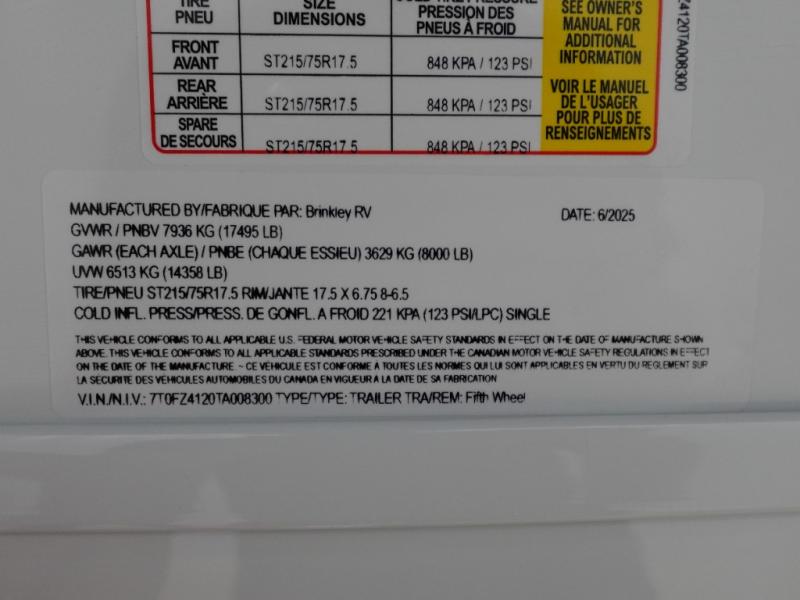 TIRE SIZE COLD TIRE PRESSURE SEE OWNER'S
PNEU DIMENSIONS PRESSION DES MANUAL FOR
PNEUS À FROID ADDITIONAL
INFORMATION
FRONT
AVANT ST215/75R17.5 848 KPA / 123 PSI
REAR VOIR LE MANUEL
ARRIÈRE ST215/75R17.5 848 KPA / 123 PSI DE L'USAGER
SPARE POUR PLUS DE
DE SECOURS ST215/75R17.5 848 KPA / 123 PSI RENSEIGNEMENTS
Z4120TA008300
MANUFACTURED BY/FABRIQUE PAR: Brinkley RV DATE: 6/2025
GVWR / PNBV 7936 KG (17495 LB)
GAWR (EACH AXLE) / PNBE (CHAQUE ESSIEU) 3629 KG (8000 LB)
UVW 6513 KG (14358 LB)
TIRE/PNEU ST215/75R17.5 RIM/JANTE 17.5 X 6.75 8-6.5
COLD INFL. PRESS/PRESS. DE GONFL. A FROID 221 KPA (123 PSI/LPC) SINGLE
THIS VEHICLE CONFORMS TO ALL APPLICABLE U.S. FEDERAL MOTOR VEHICLE SAFETY STANDARDS IN EFFECT ON THE DATE OF MANUFACTURE SHOWN
ABOVE. THIS VEHICLE CONFORMS TO ALL APPLICABLE STANDARDS PRESCRIBED UNDER THE CANADIAN MOTOR VEHICLE SAFETY REGULATIONS IN EFFECT
ON THE DATE OF THE MANUFACTURE. ~ CE VEHICULE EST CONFORME A TOUTES LES NORMES QUI LUI SONT APPLICABLES EN VERTU DU REGLEMENT SUR
LA SECURITE DES VEHICULES AUTOMOBILES DU CANADA EN VIGUEUR A LA DATE DE SA FABRICATION
V.I.N./N.I.V.: 7T0FZ4120TA008300 TYPE/TYPE: TRAILER TRA/REM: Fifth Wheel